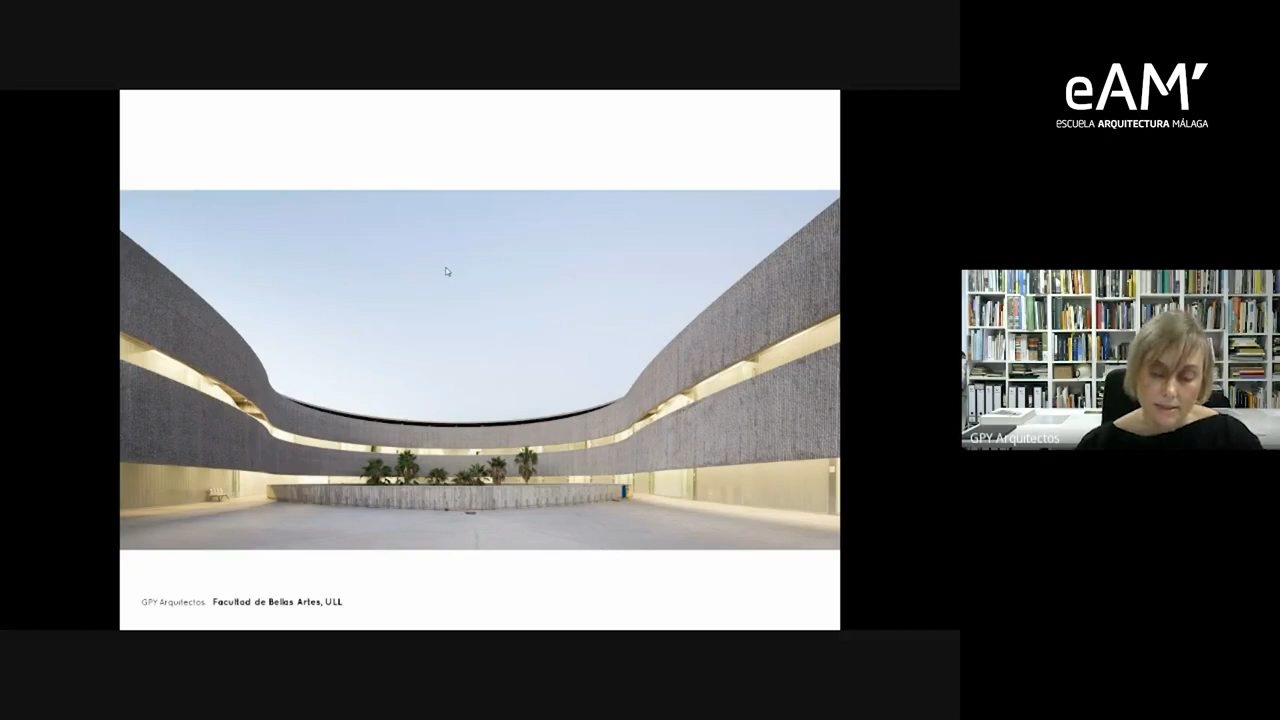 eAM'
escuela ARQUITECTURA MÁLAGA
GPY Arquitectos
GPY Arquitectos Facultad de Bellas Artes, ULL